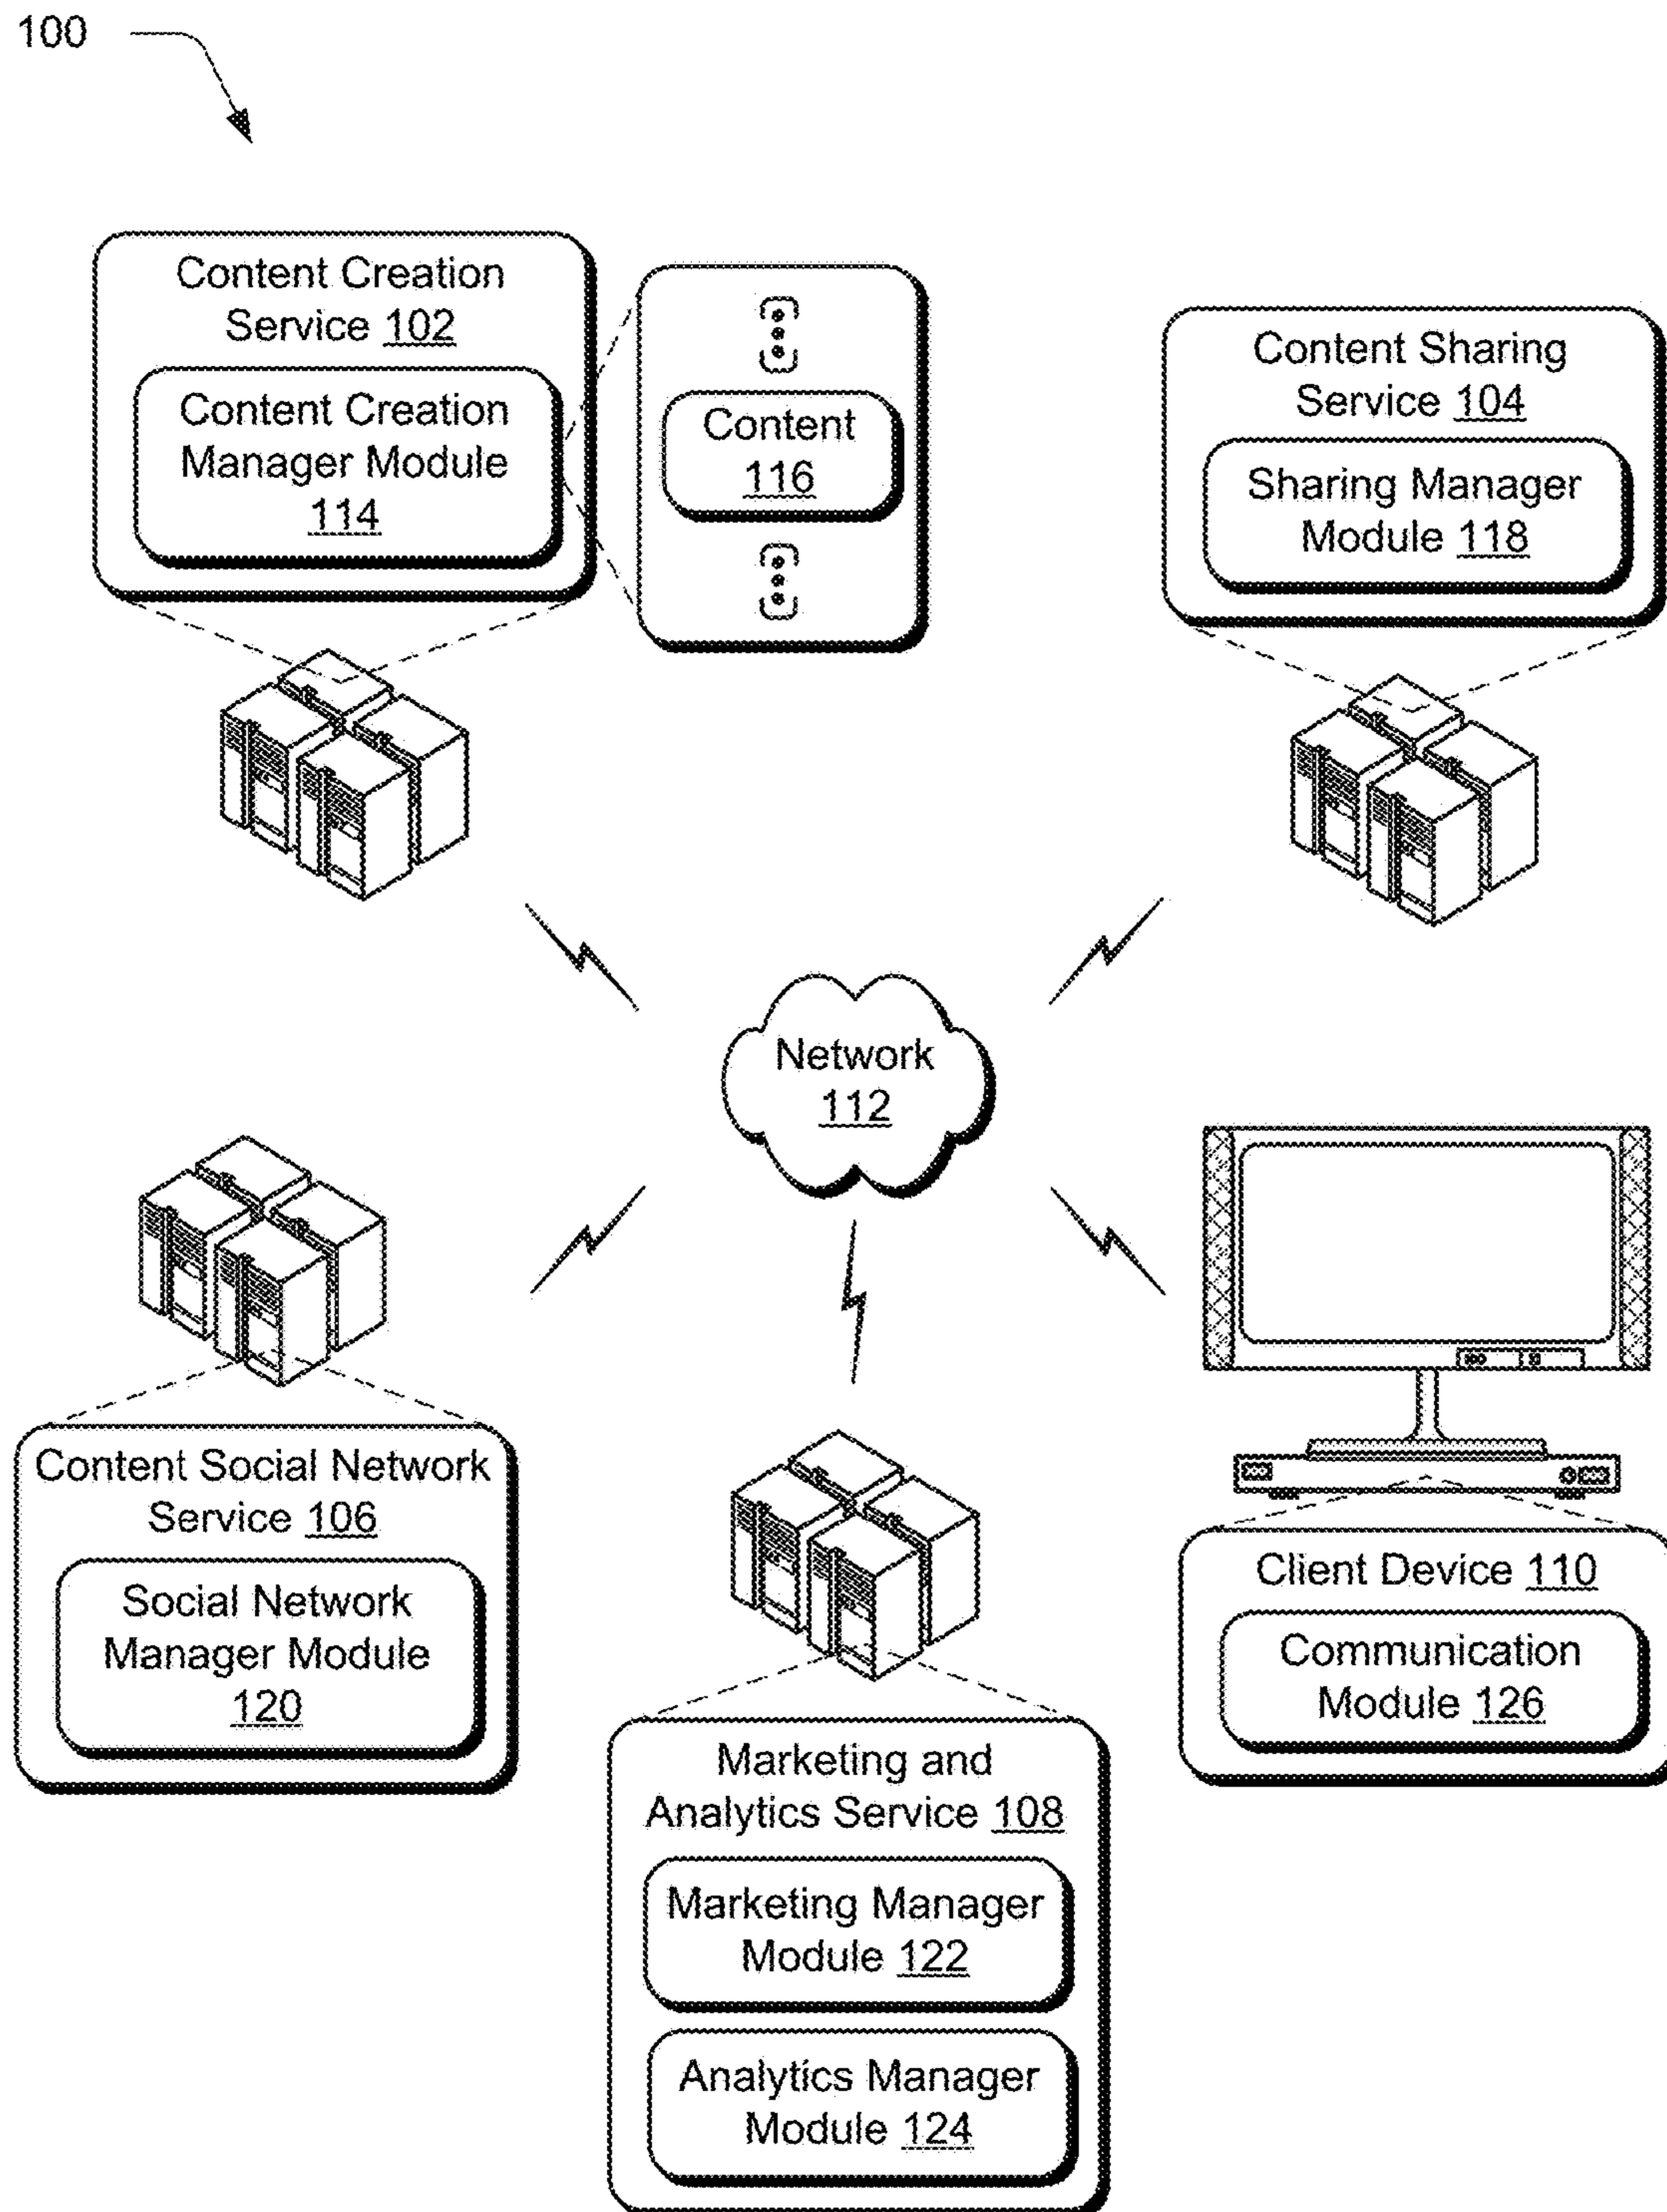 100
Content Creation
Service 102
Content Creation
Manager Module
114
Content
116
Content Sharing
Service 104
Sharing Manager
Module 118
Network
112
Content Social Network
Service 106
Social Network
Manager Module
120
Client Device 110
Communication
Module 126
Marketing and
Analytics Service 108
Marketing Manager
Module 122
Analytics Manager
Module 124